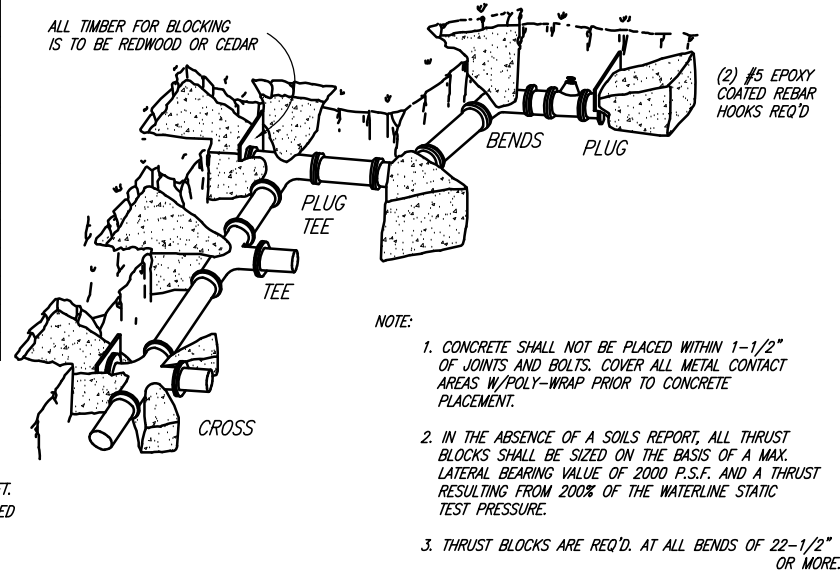 ALL TIMBER FOR BLOCKING
IS TO BE REDWOOD OR CEDAR
(2) #5 EPOXY
COATED REBAR
HOOKS REQ'D
BENDS
PLUG
PLUG
TEE
TEE
CROSS
FT.
ED
NOTE:
1. CONCRETE SHALL NOT BE PLACED WITHIN 1-1/2"
OF JOINTS AND BOLTS. COVER ALL METAL CONTACT
AREAS W/POLY-WRAP PRIOR TO CONCRETE
PLACEMENT.
2. IN THE ABSENCE OF A SOILS REPORT, ALL THRUST
BLOCKS SHALL BE SIZED ON THE BASIS OF A MAX.
LATERAL BEARING VALUE OF 2000 P.S.F. AND A THRUST
RESULTING FROM 200% OF THE WATERLINE STATIC
TEST PRESSURE.
3. THRUST BLOCKS ARE REQ'D. AT ALL BENDS OF 22-1/2"
OR MORE.